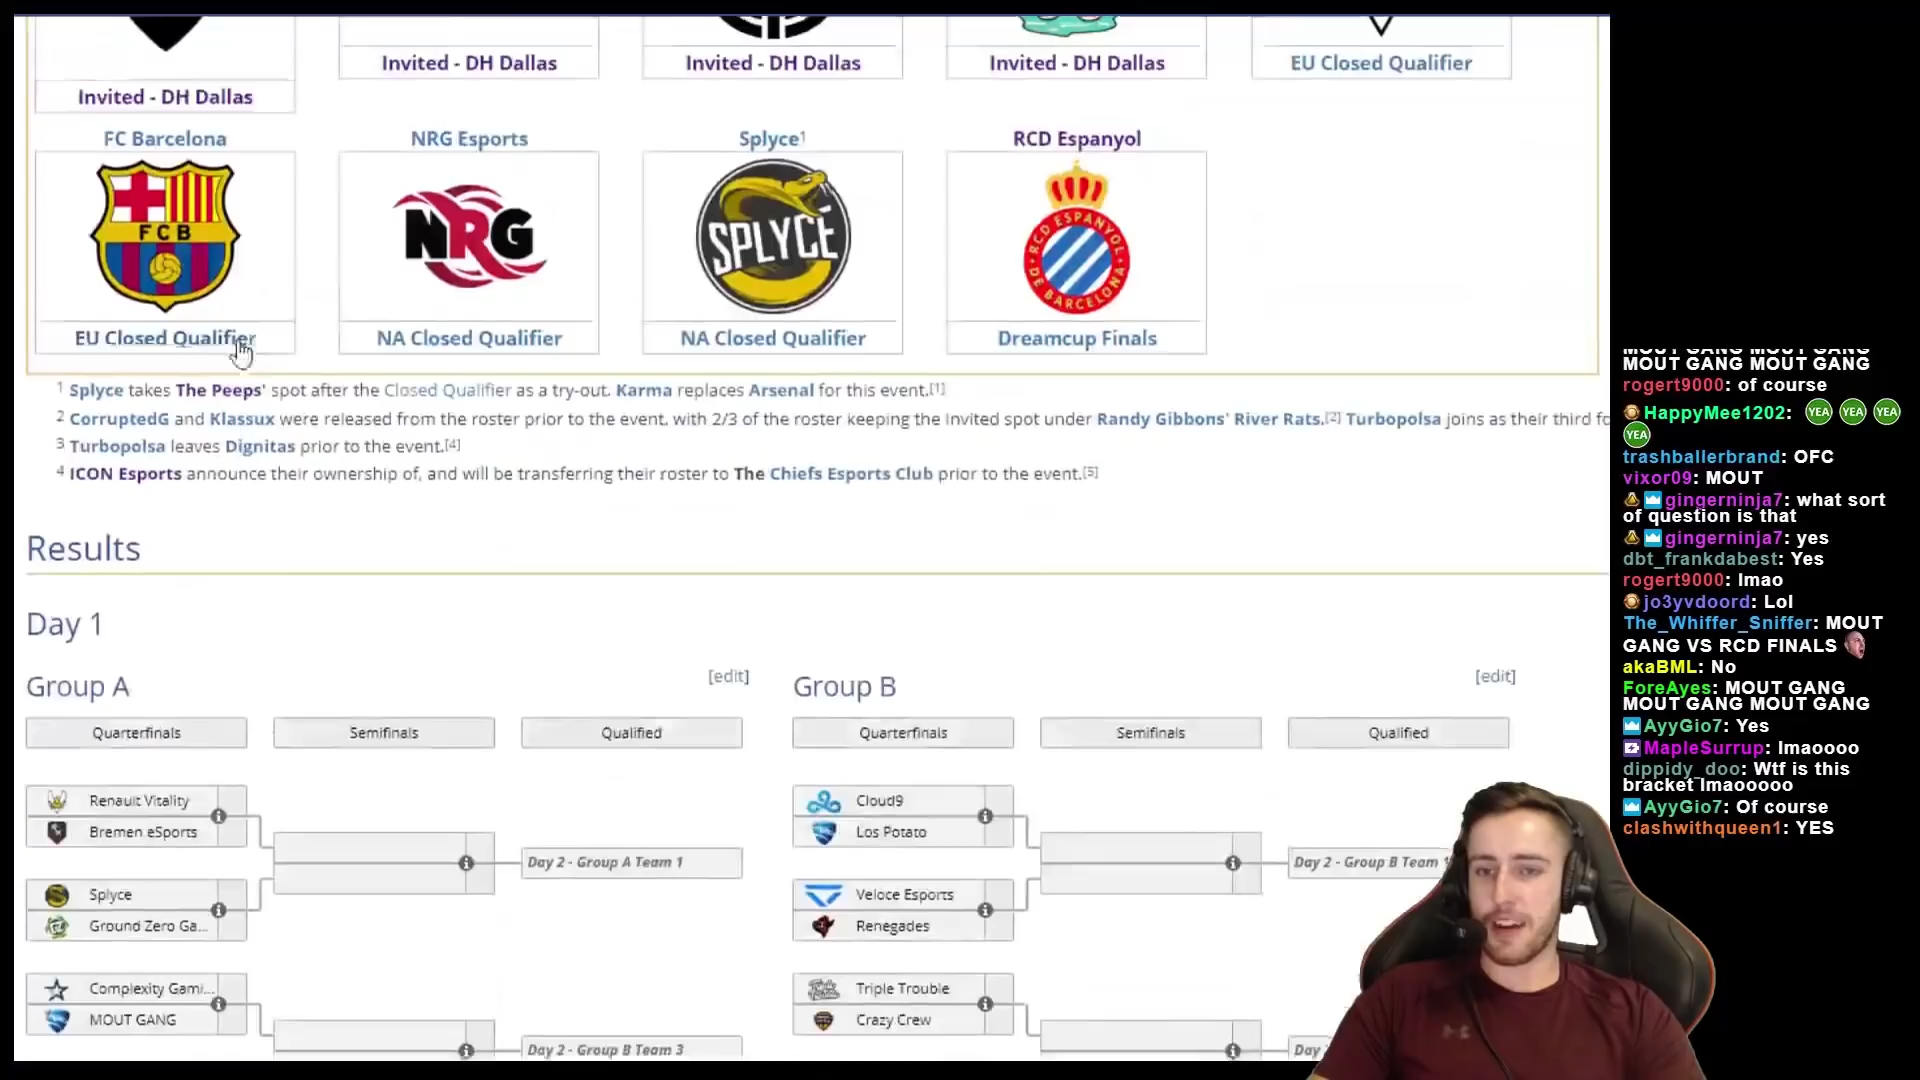 Invited - DH Dallas
Invited - DH Dallas
Invited - DH Dallas
EU Closed Qualifier
Invited - DH Dallas
FC Barcelona
NRG Esports
Splyce¹
RCD Espanyol
FCB
NRG
SPLYCE
RCD ESPANYOL
DE BARCELONA
EU Closed Qualifier
NA Closed Qualifier
NA Closed Qualifier
Dreamcup Finals
¹ Splyce takes The Peeps' spot after the Closed Qualifier as a try-out. Karma replaces Arsenal for this event.[1]
² CorruptedG and Klassux were released from the roster prior to the event, with 2/3 of the roster keeping the Invited spot under Randy Gibbons' River Rats.[2] Turbopolsa joins as their third fo
³ Turbopolsa leaves Dignitas prior to the event.[4]
⁴ ICON Esports announce their ownership of, and will be transferring their roster to The Chiefs Esports Club prior to the event.[5]
Results
Day 1
Group A
[edit]
Quarterfinals
Semifinals
Qualified
Renault Vitality
Bremen eSports
Day 2 - Group A Team 1
Splyce
Ground Zero Ga...
Complexity Gami...
MOUT GANG
Day 2 - Group B Team 3
Group B
[edit]
Quarterfinals
Semifinals
Qualified
Cloud9
Los Potato
Day 2 - Group B Team 1
Veloce Esports
Renegades
Triple Trouble
Crazy Crew
Day
MOUT GANG MOUT GANG
MOUT GANG MOUT GANG
rogert9000: of course
HappyMee1202: YEA YEA YEA
YEA
trashballerbrand: OFC
vixor09: MOUT
gingerninja7: what sort
of question is that
gingerninja7: yes
dbt_frankdabest: Yes
rogert9000: lmao
jo3yvdoord: Lol
The_Whiffer_Sniffer: MOUT
GANG VS RCD FINALS
akaBML: No
ForeAyes: MOUT GANG
MOUT GANG MOUT GANG
AyyGio7: Yes
MapleSurrup: lmaoooo
dippidy_doo: Wtf is this
bracket lmaooooo
AyyGio7: Of course
clashwithqueen1: YES